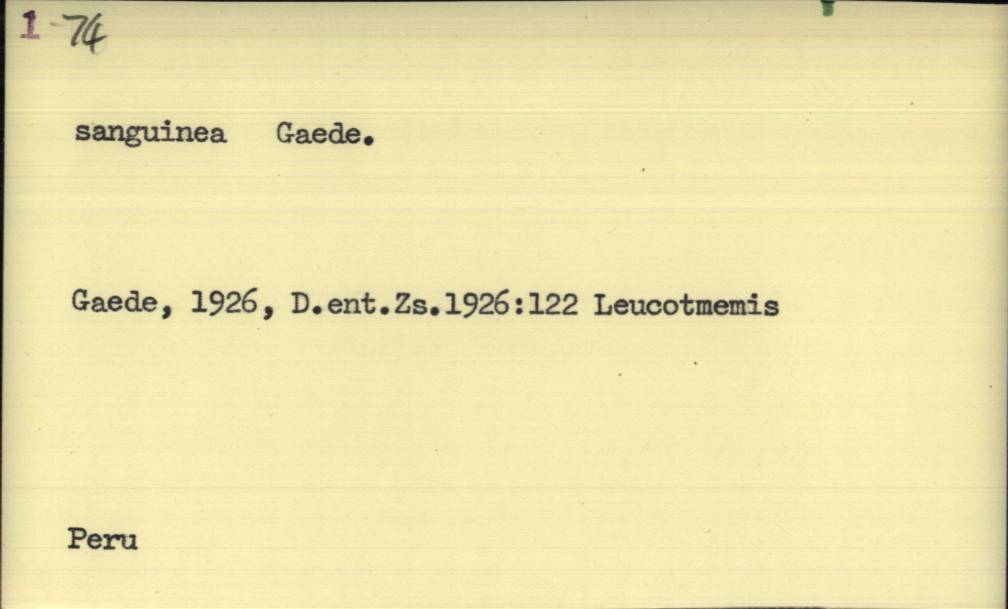 1 74
sanguinea Gaede.
Gaede, 1926, D.ent.Zs.1926:122 Leucotmemis
Peru